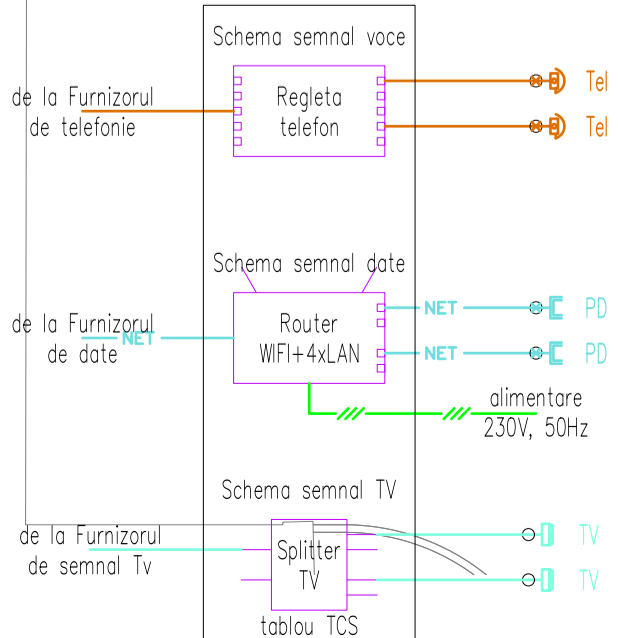 Schema semnal voce
de la Furnizorul
de telefonie
Regleta
telefon
Tel
Tel
Schema semnal date
de la Furnizorul
de date
NET
Router
WIFI+4xLAN
NET
PD
NET
PD
alimentare
230V, 50Hz
Schema semnal TV
de la Furnizorul
de semnal Tv
Splitter
TV
TV
TV
tablou TCS